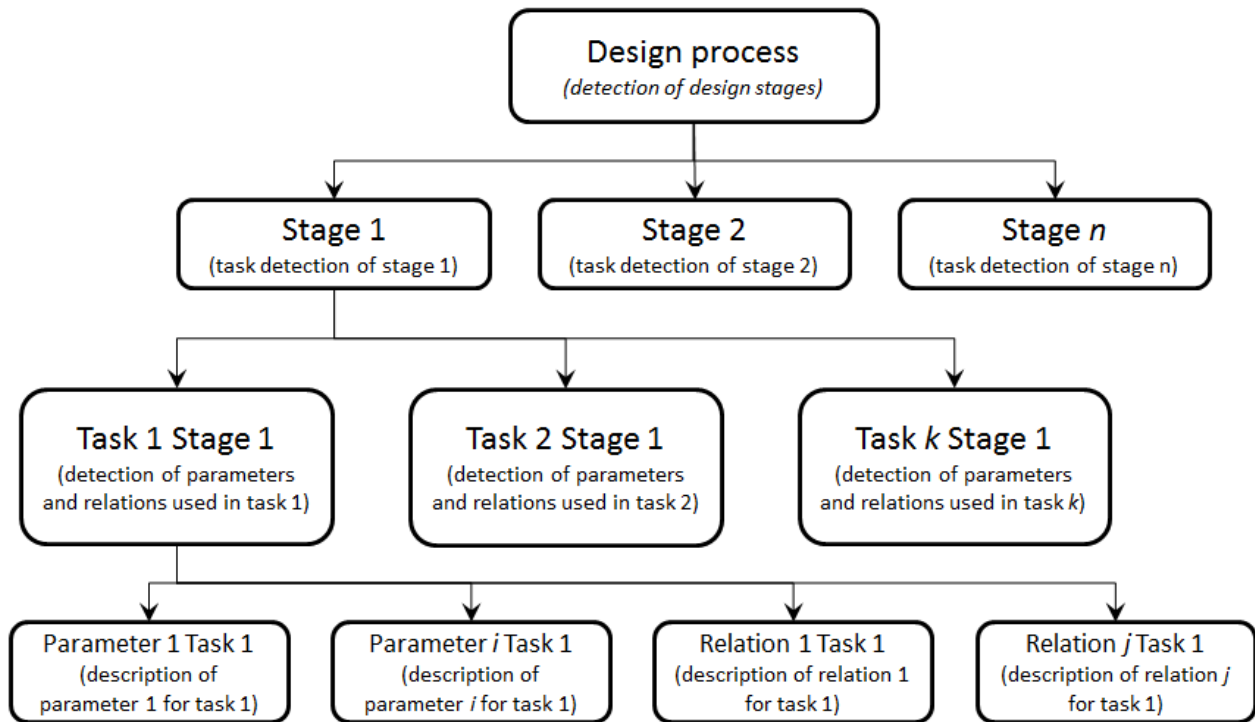 Design process
(detection of design stages)
Stage 1
(task detection of stage 1)
Stage 2
(task detection of stage 2)
Stage n
(task detection of stage n)
Task 1 Stage 1
(detection of parameters
and relations used in task 1)
Task 2 Stage 1
(detection of parameters
and relations used in task 2)
Task k Stage 1
(detection of parameters
and relations used in task k)
Parameter 1 Task 1
(description of
parameter 1 for task 1)
Parameter i Task 1
(description of
parameter i for task 1)
Relation 1 Task 1
(description of relation 1
for task 1)
Relation j Task 1
(description of relation j
for task 1)